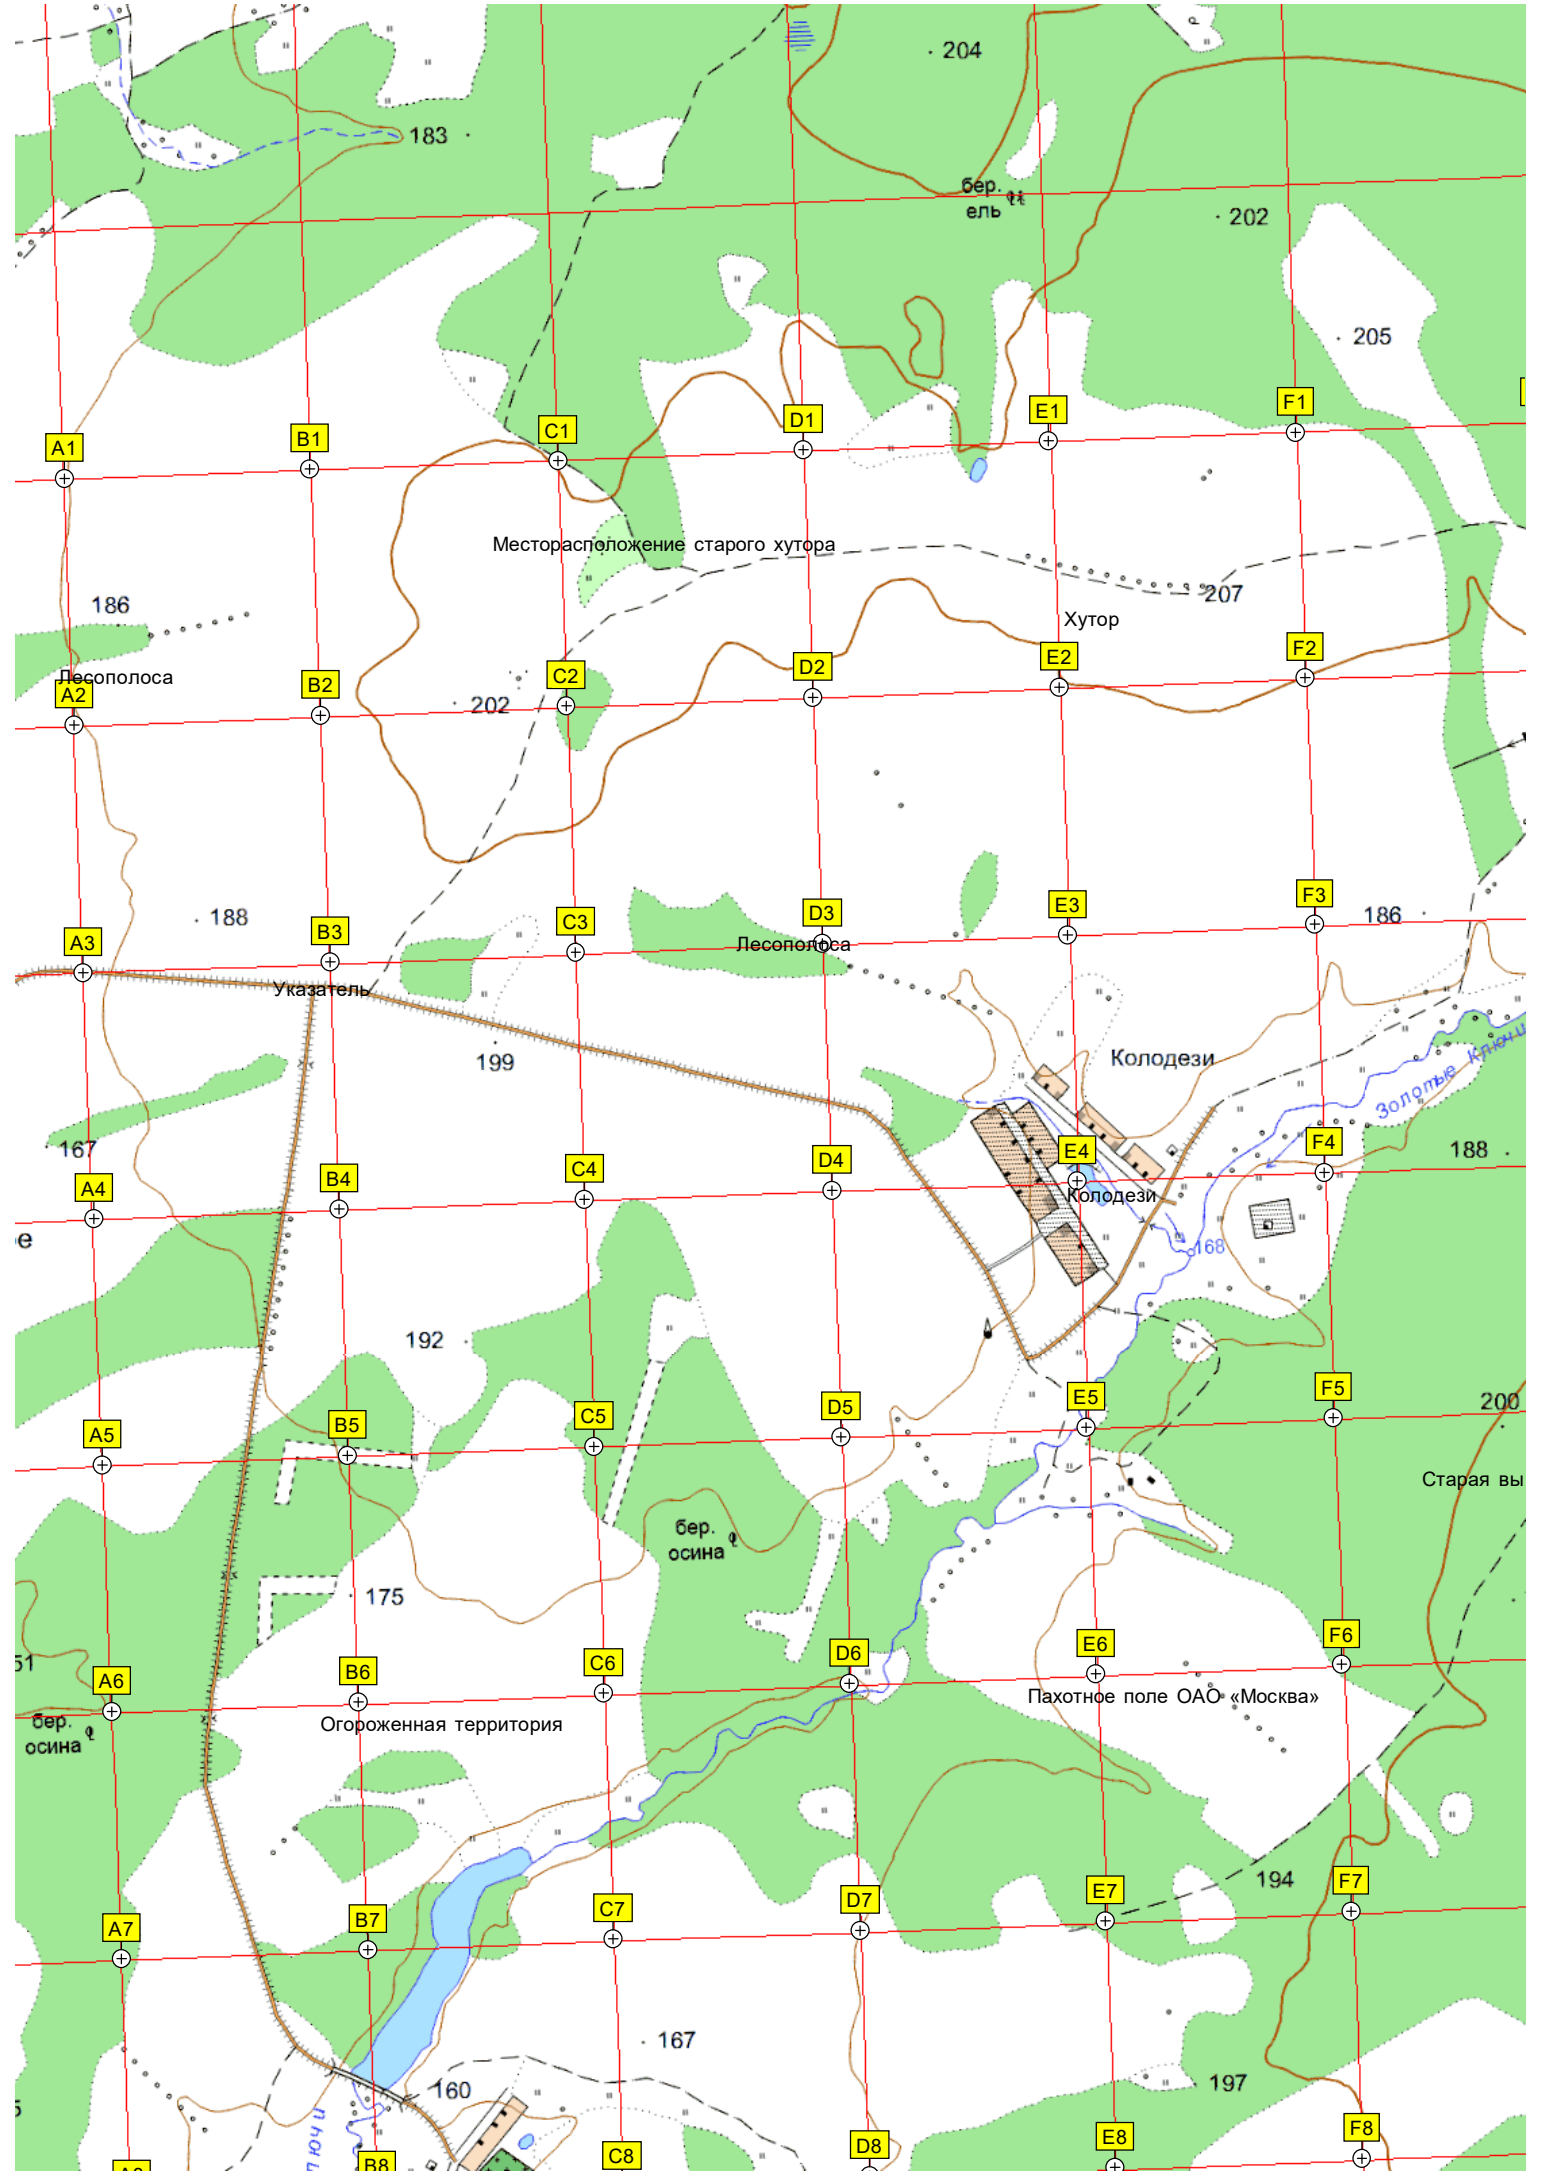 204
183
бер.
ель
202
205
A1
B1
C1
D1
E1
F1
Месторасположение старого хутора
186
207
Хутор
Лесополоса
A2
B2
C2
D2
E2
F2
202
188
A3
B3
C3
D3
E3
F3
186
Лесополоса
Указатель
199
Колодези
Золотые Ключи
167
A4
B4
C4
D4
E4
F4
188
Колодези
е
168
192
A5
B5
C5
D5
E5
F5
200
Старая вы
бер.
осина
175
51
A6
B6
C6
D6
E6
F6
Пахотное поле ОАО «Москва»
бер.
осина
Огороженная территория
194
A7
B7
C7
D7
E7
F7
167
160
197
5
лючи
B8
C8
D8
E8
F8